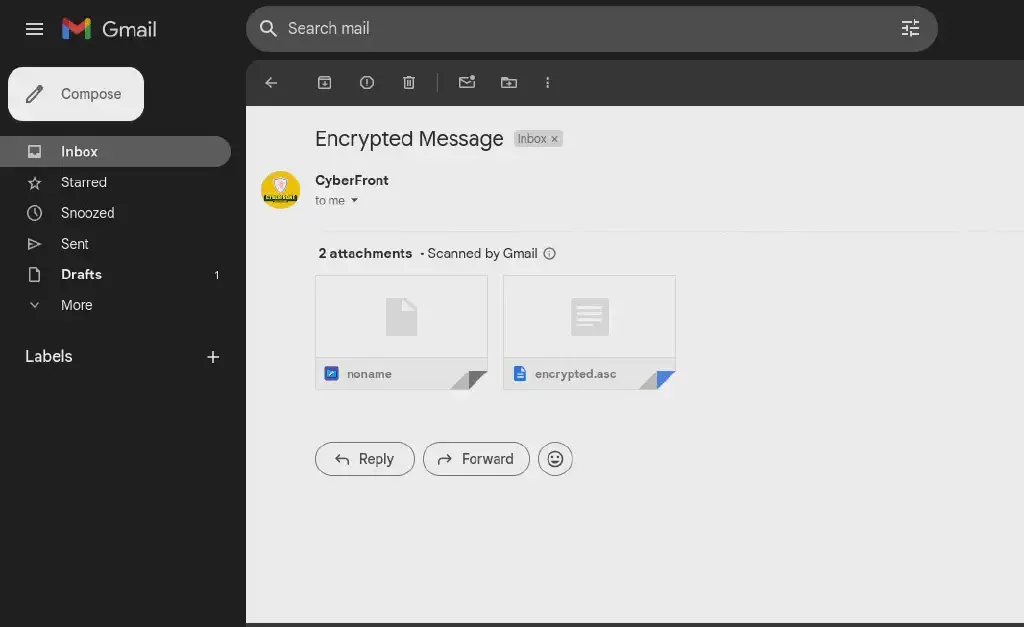 Gmail
Search mail
Compose
Inbox
Starred
Snoozed
Sent
Drafts 1
More
Labels
Encrypted Message Inbox ×
CyberFront
to me
2 attachments • Scanned by Gmail
noname
encrypted.asc
Reply
Forward